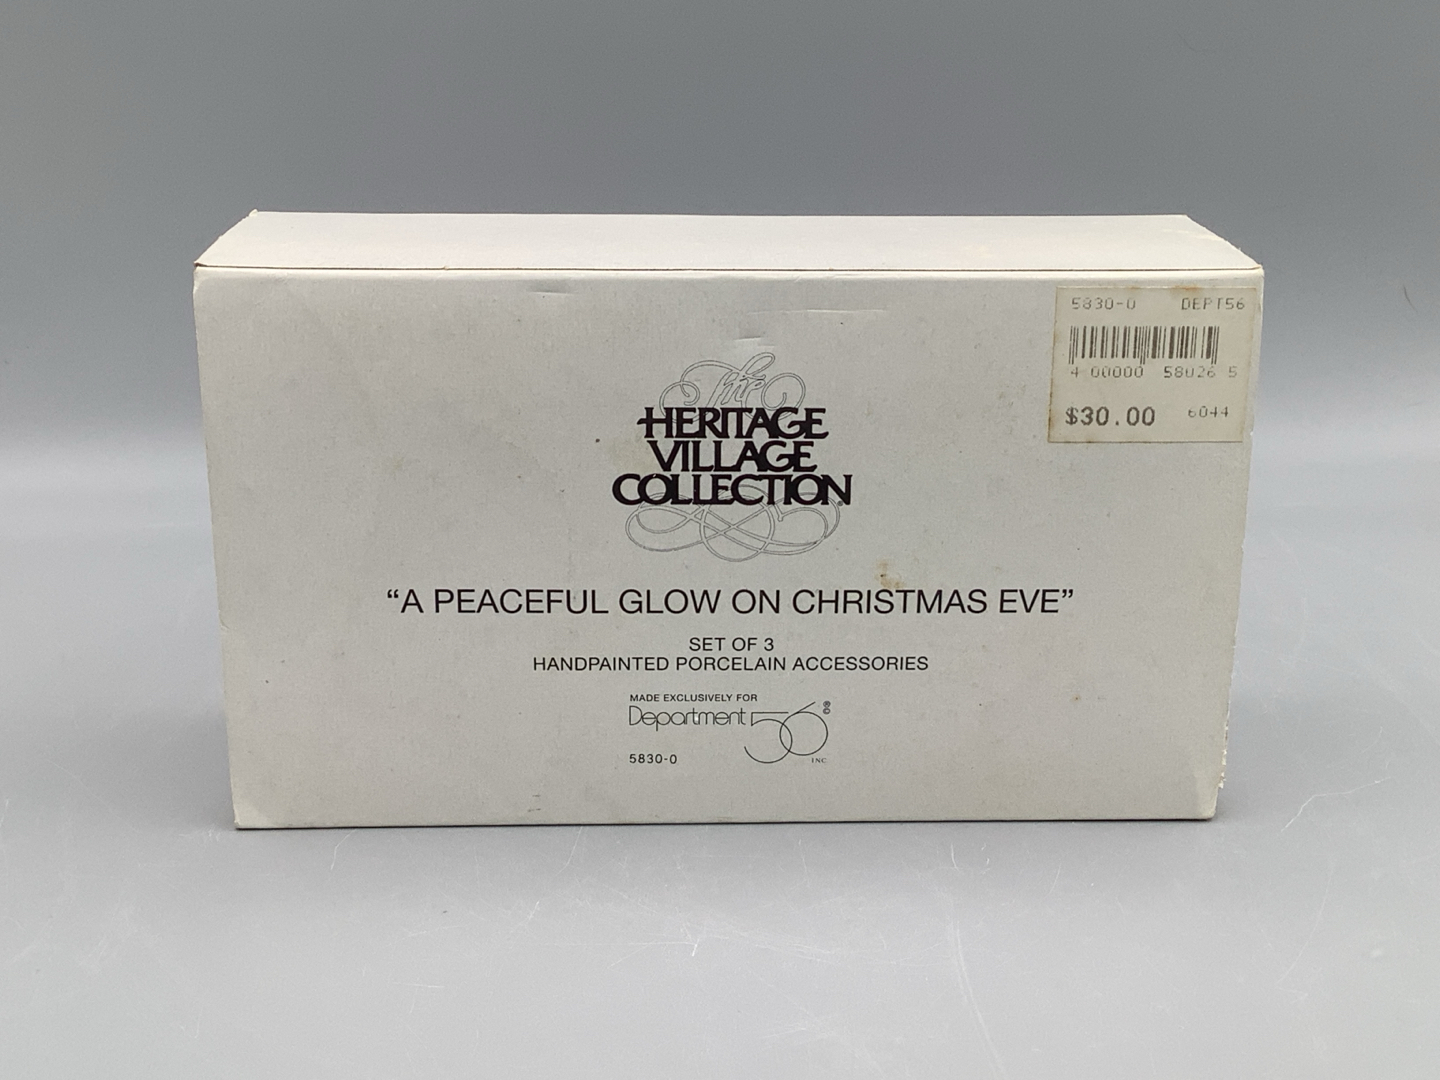 5830-0 DEPT56
4 00000 58026 5
$30.00 6044
The
HERITAGE
VILLAGE
COLLECTION®
“A PEACEFUL GLOW ON CHRISTMAS EVE”
SET OF 3
HANDPAINTED PORCELAIN ACCESSORIES
MADE EXCLUSIVELY FOR
Department 56 ®©
5830-0 INC